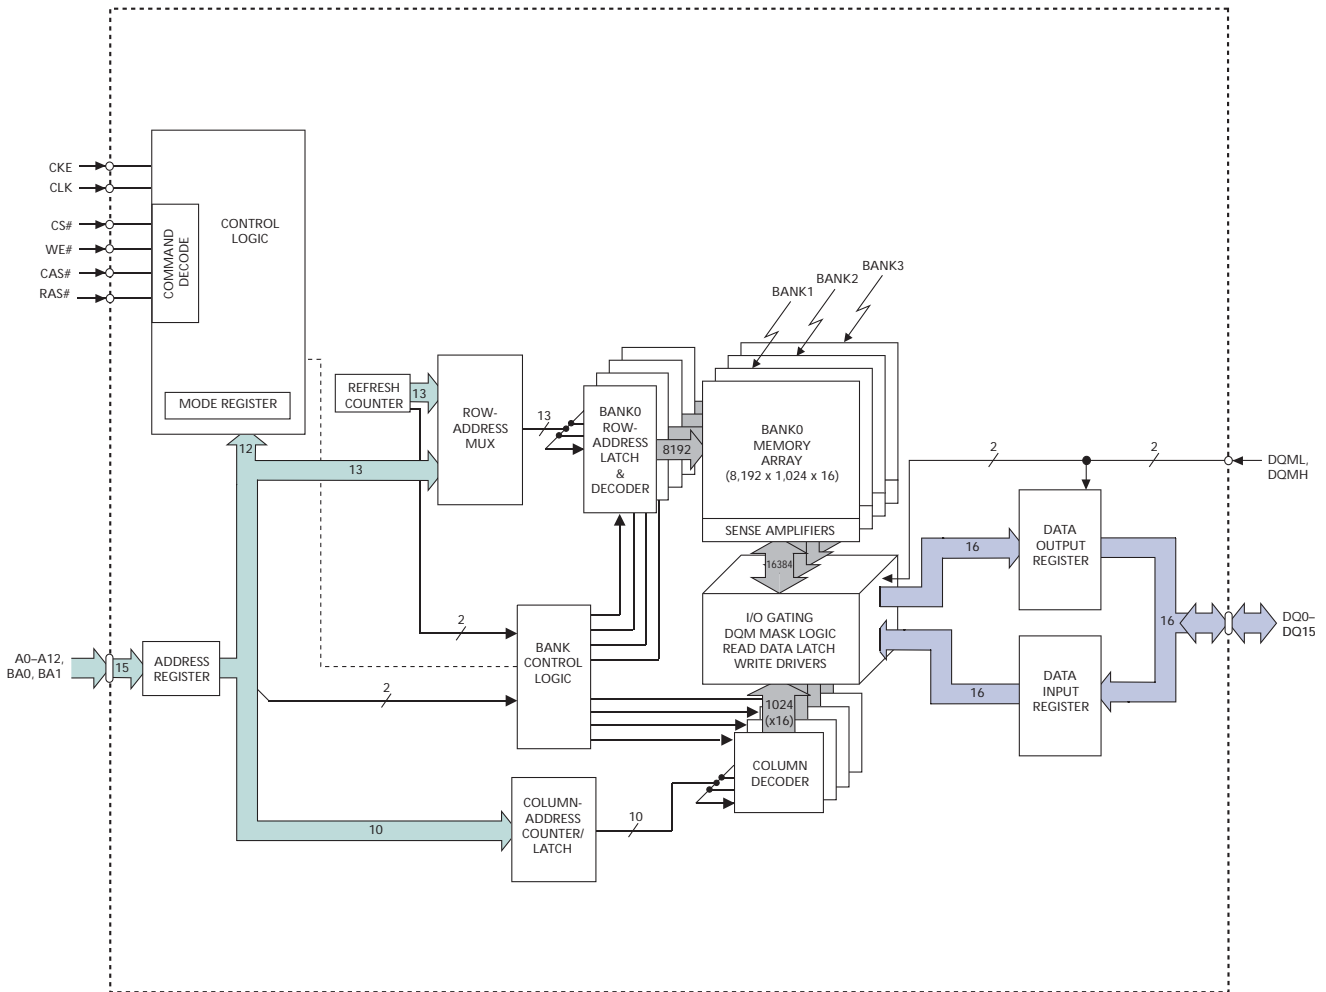 CKE
CLK
CS#
WE#
CAS#
RAS#
COMMAND
DECODE
CONTROL
LOGIC
MODE REGISTER
12
REFRESH
COUNTER
13
13
ROW-
ADDRESS
MUX
13
BANK0
ROW-
ADDRESS
LATCH
&
DECODER
8192
BANK1
BANK2
BANK3
BANK0
MEMORY
ARRAY
(8,192 x 1,024 x 16)
SENSE AMPLIFIERS
16384
I/O GATING
DQM MASK LOGIC
READ DATA LATCH
WRITE DRIVERS
2
2
DQML,
DQMH
16
DATA
OUTPUT
REGISTER
16
DQ0–
DQ15
16
DATA
INPUT
REGISTER
A0–A12,
BA0, BA1
15
ADDRESS
REGISTER
2
2
BANK
CONTROL
LOGIC
1024
(x16)
COLUMN
DECODER
10
COLUMN-
ADDRESS
COUNTER/
LATCH
10